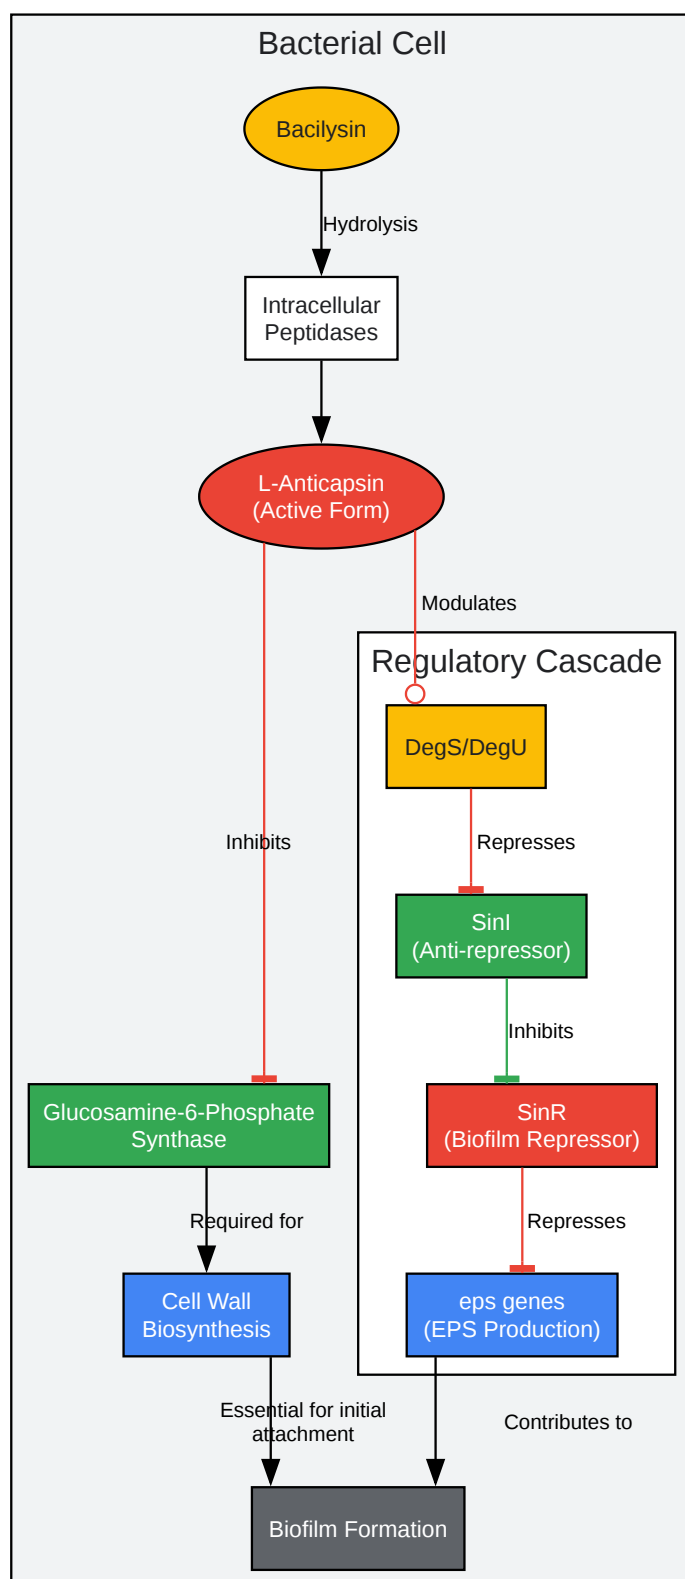 Bacterial Cell
Bacilysin
Hydrolysis
Intracellular
Peptidases
L-Anticapsin
(Active Form)
Modulates
Regulatory Cascade
DegS/DegU
Inhibits
Represses
SinI
(Anti-repressor)
Inhibits
Glucosamine-6-Phosphate
Synthase
SinR
(Biofilm Repressor)
Required for
Represses
Cell Wall
Biosynthesis
eps genes
(EPS Production)
Essential for initial
attachment
Contributes to
Biofilm Formation